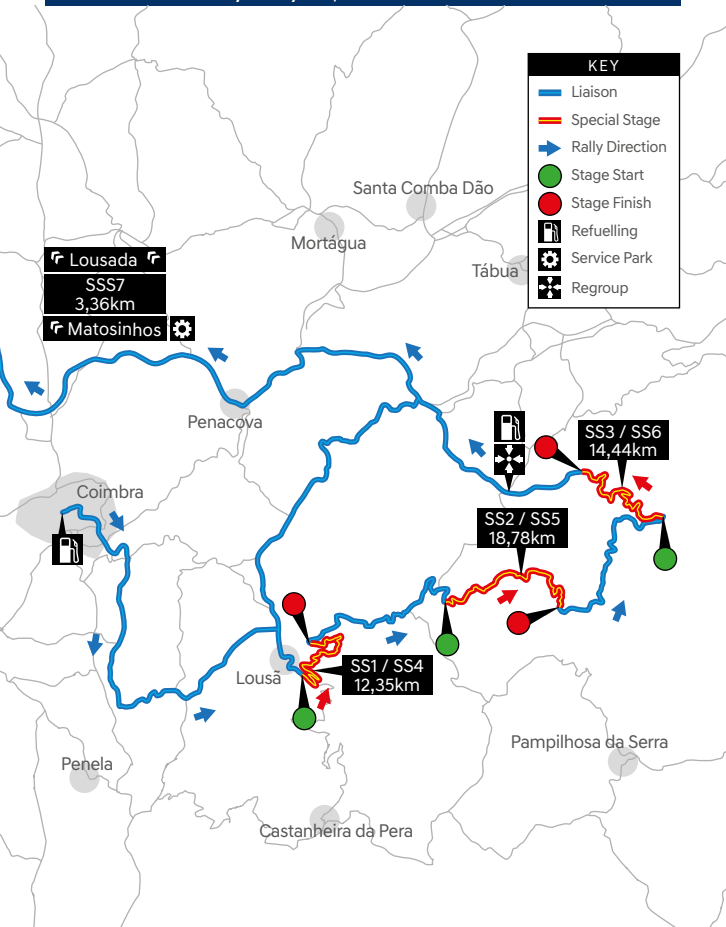 KEY
Liaison
Special Stage
Rally Direction
Stage Start
Stage Finish
Refuelling
Service Park
Regroup
Santa Comba Dão
Mortágua
Tábua
Lousada
SSS7
3,36km
Matosinhos
Penacova
SS3 / SS6
14,44km
Coimbra
SS2 / SS5
18,78km
Lousã
SS1 / SS4
12,35km
Pampilhosa da Serra
Penela
Castanheira da Pera